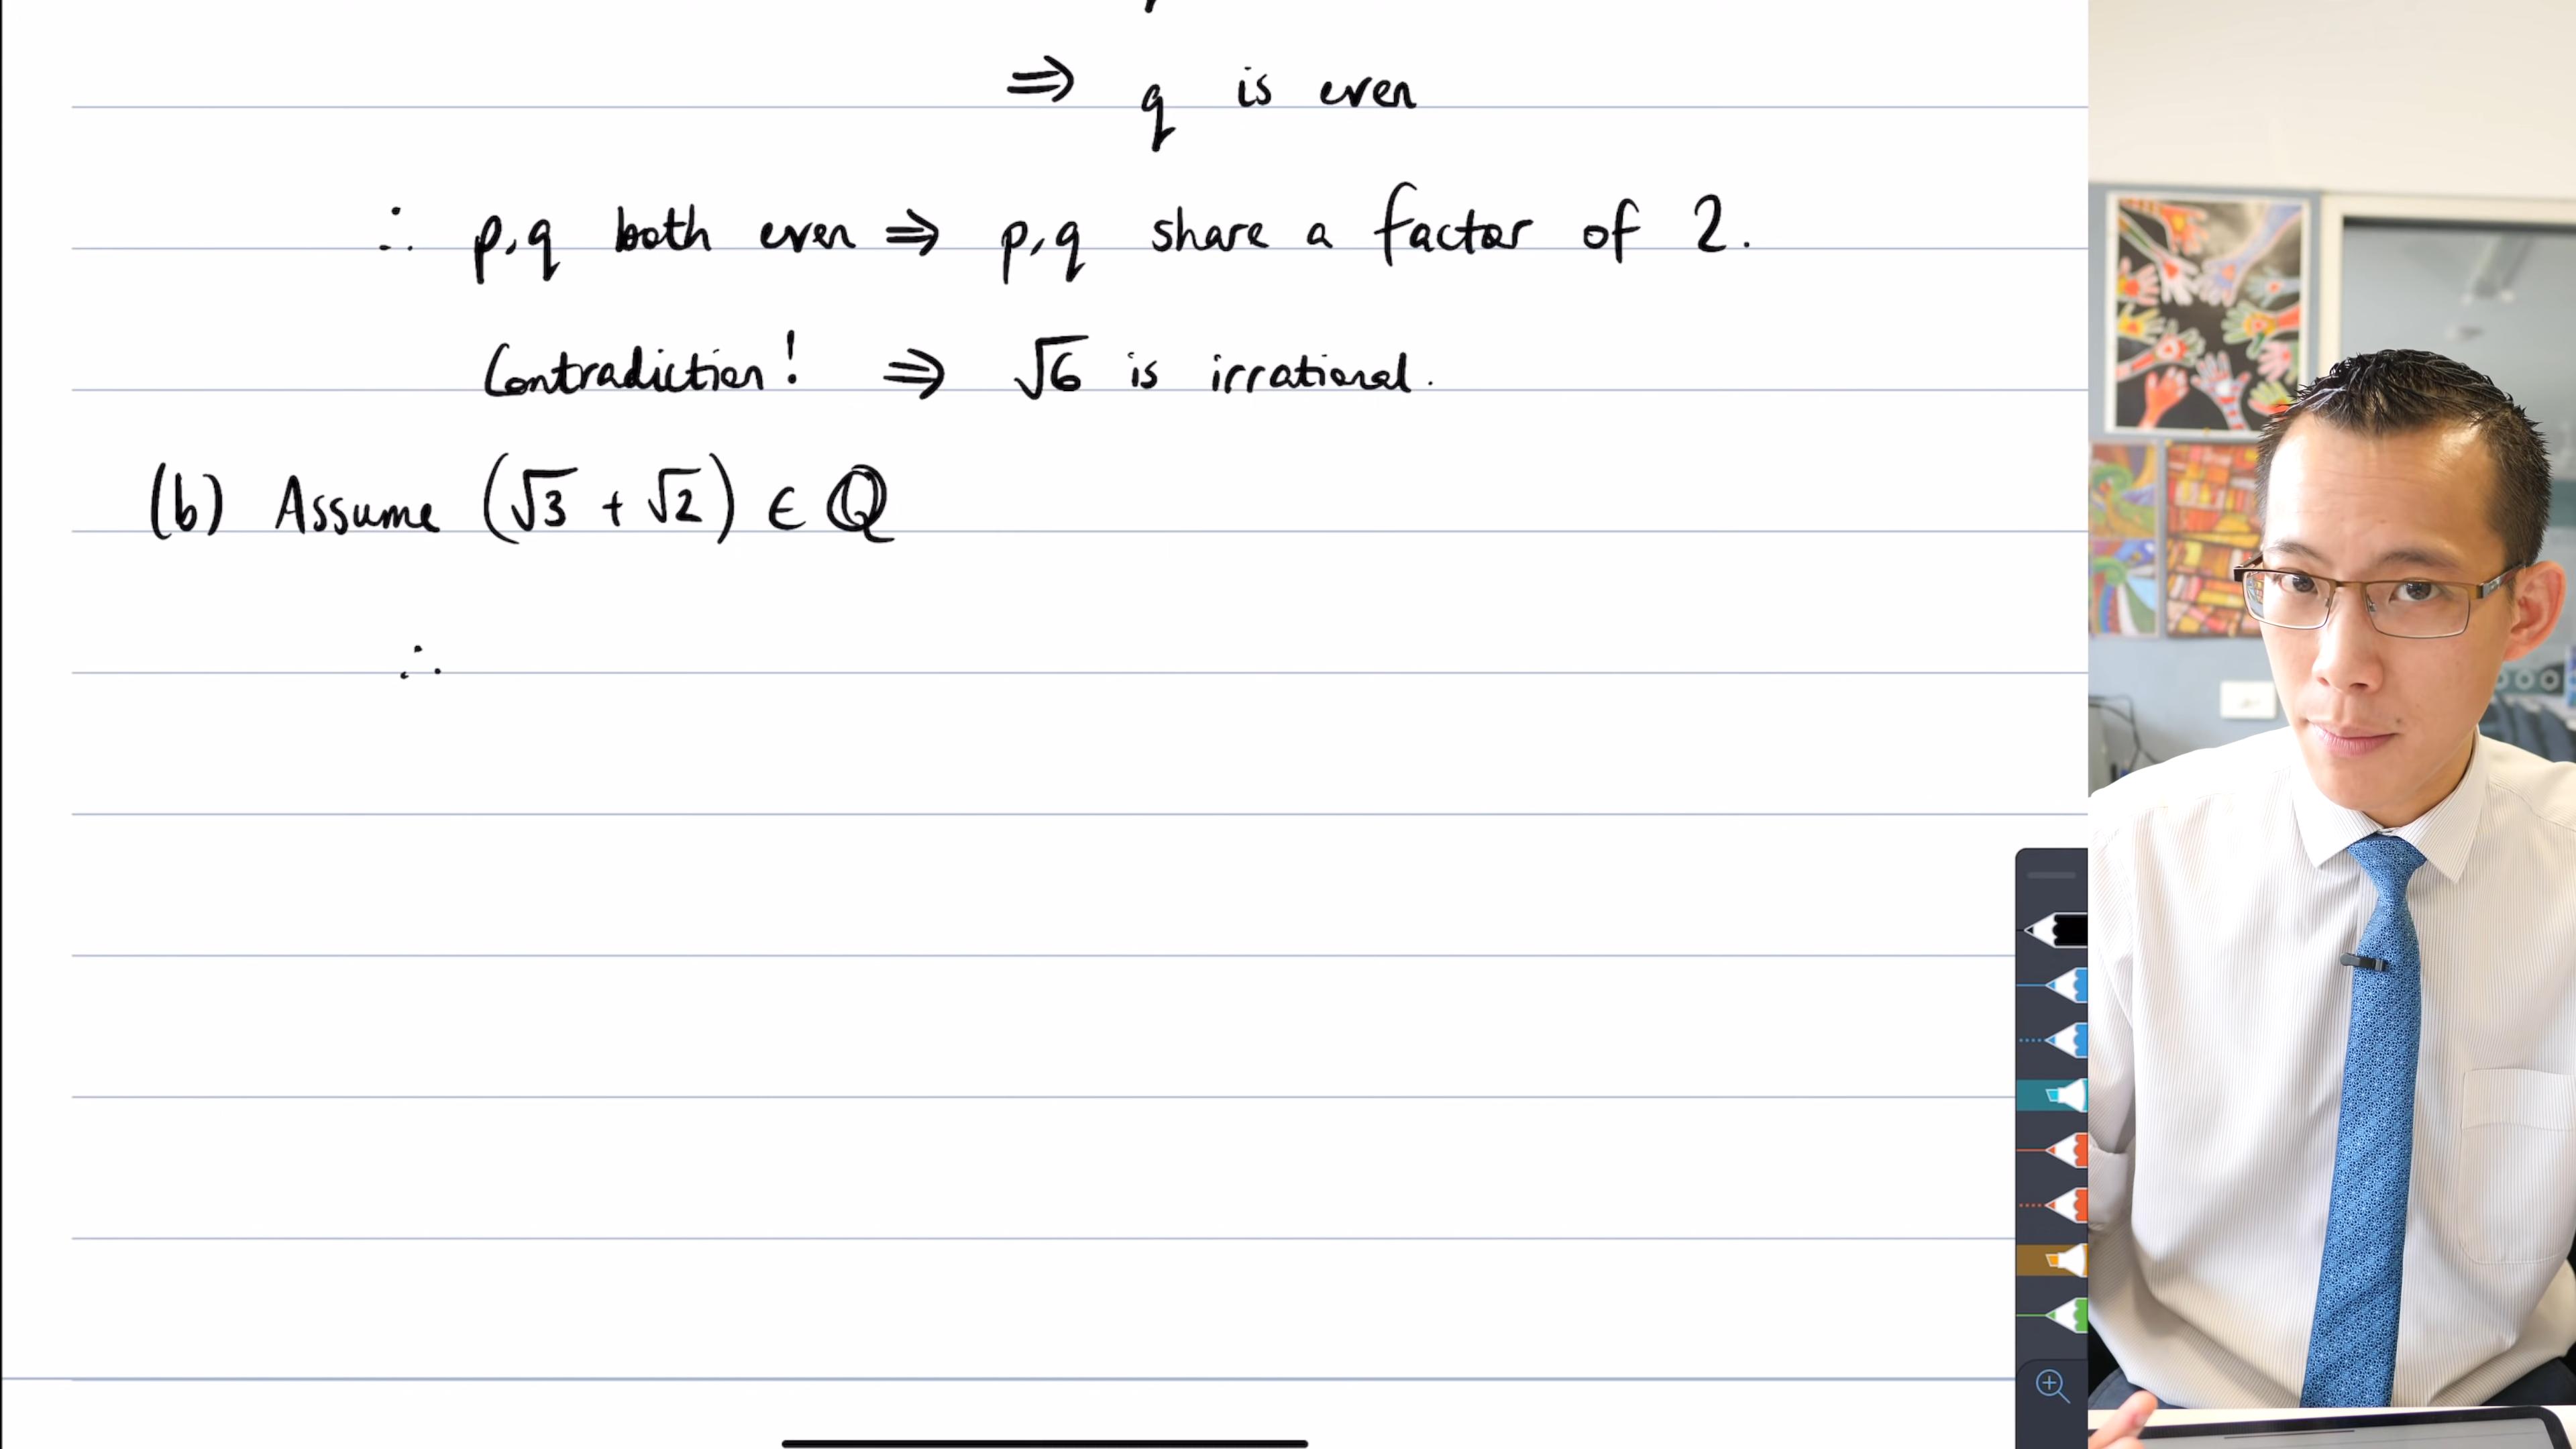 ⇒ q is even
∴ p,q both even ⇒ p,q share a factor of 2.
Contradiction! ⇒ √6 is irrational.
(b) Assume (√3 + √2) ∈ ℚ
∴